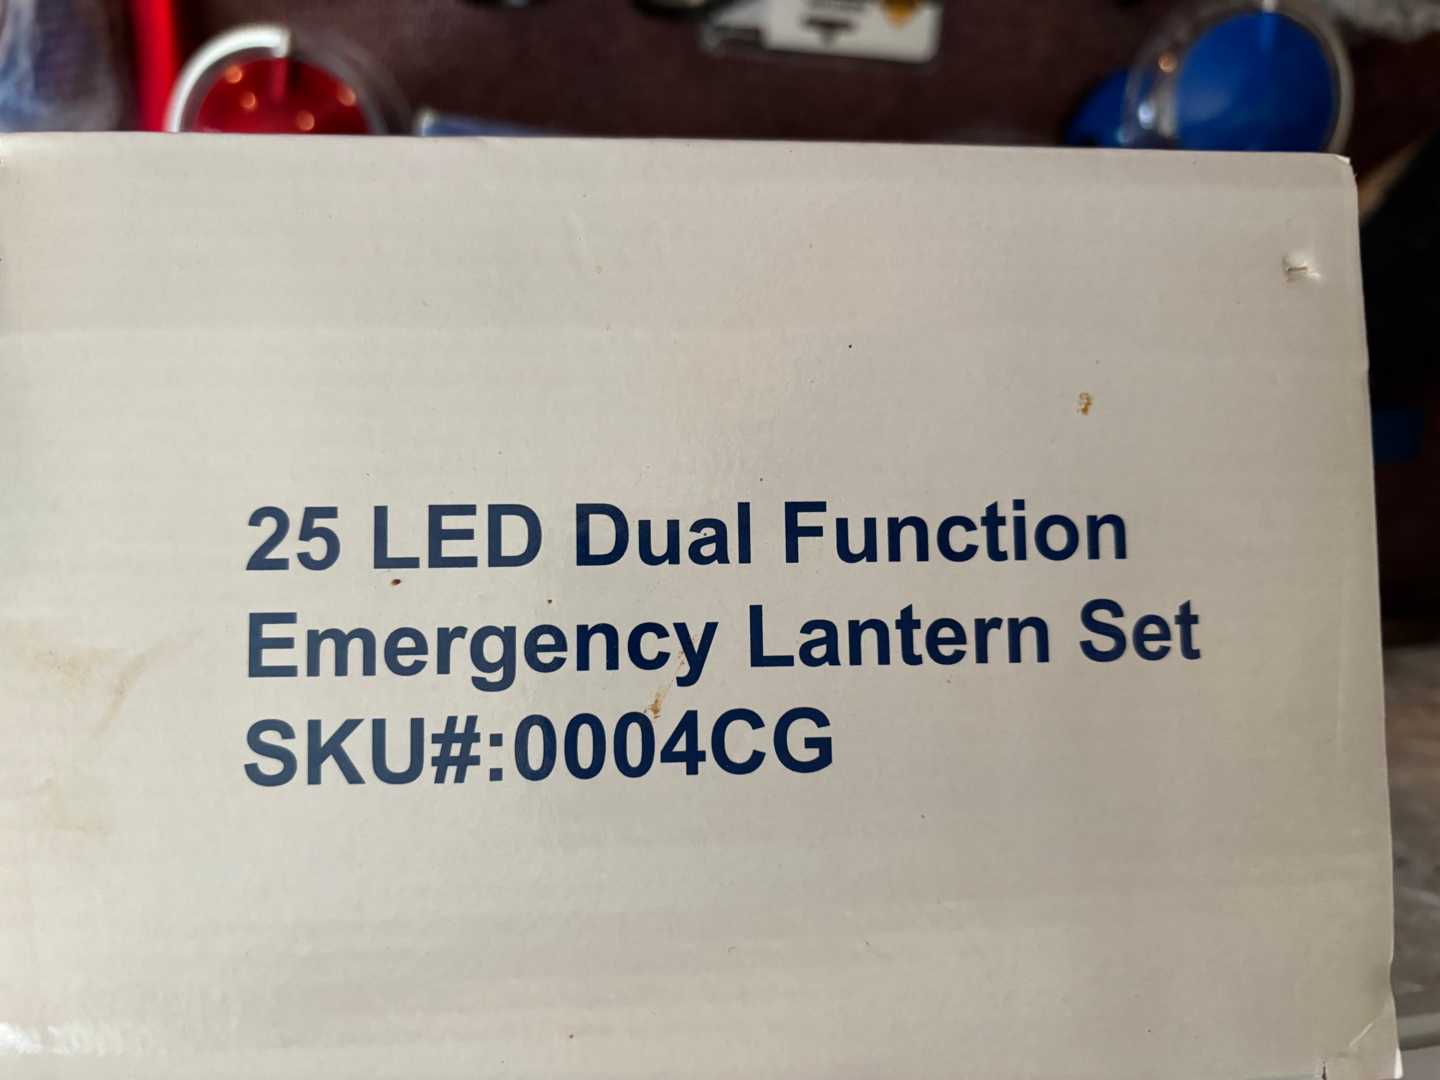 25 LED Dual Function
Emergency Lantern Set
SKU#:0004CG